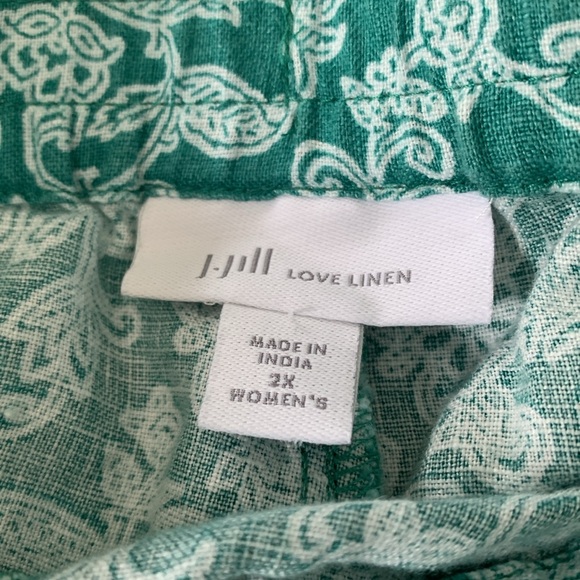 J.Jill LOVE LINEN
MADE IN
INDIA
2X
WOMEN'S